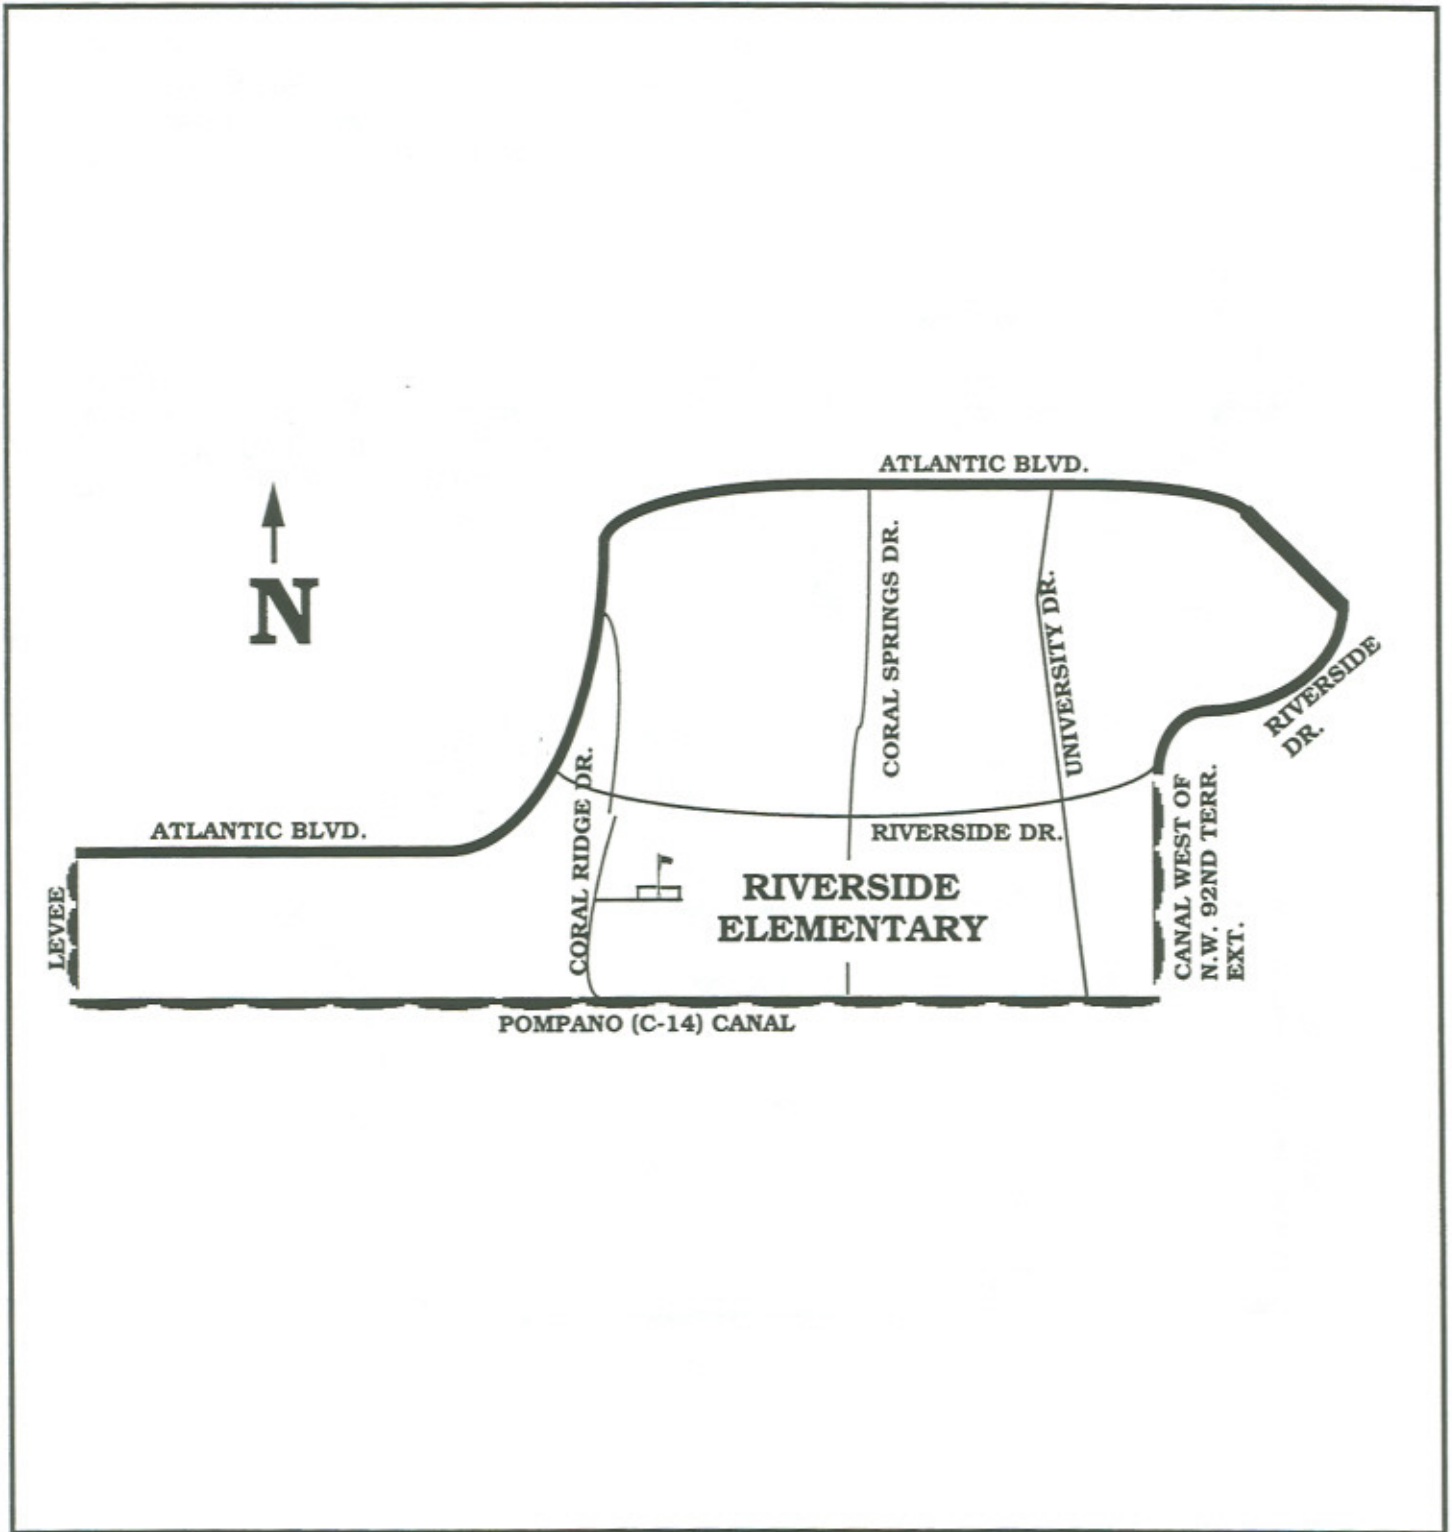 ATLANTIC BLVD.
N
CORAL SPRINGS DR.
UNIVERSITY DR.
RIVERSIDE
DR.
ATLANTIC BLVD.
CORAL RIDGE DR.
RIVERSIDE DR.
LEVEE
RIVERSIDE
ELEMENTARY
CANAL WEST OF
N.W. 92ND TERR.
EXT.
POMPANO (C-14) CANAL